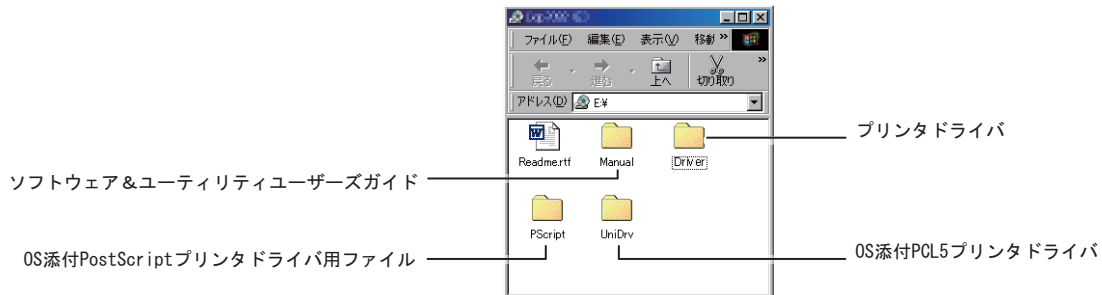 ファイル(F) 編集(E) 表示(V) 移動 »
戻る 進む 上へ 切り取り »
アドレス(D) E:¥
Readme.rtf Manual Driver
プリンタドライバ
ソフトウェア＆ユーティリティユーザーズガイド
PScript UniDrv
OS添付PostScriptプリンタドライバ用ファイル
OS添付PCL5プリンタドライバ